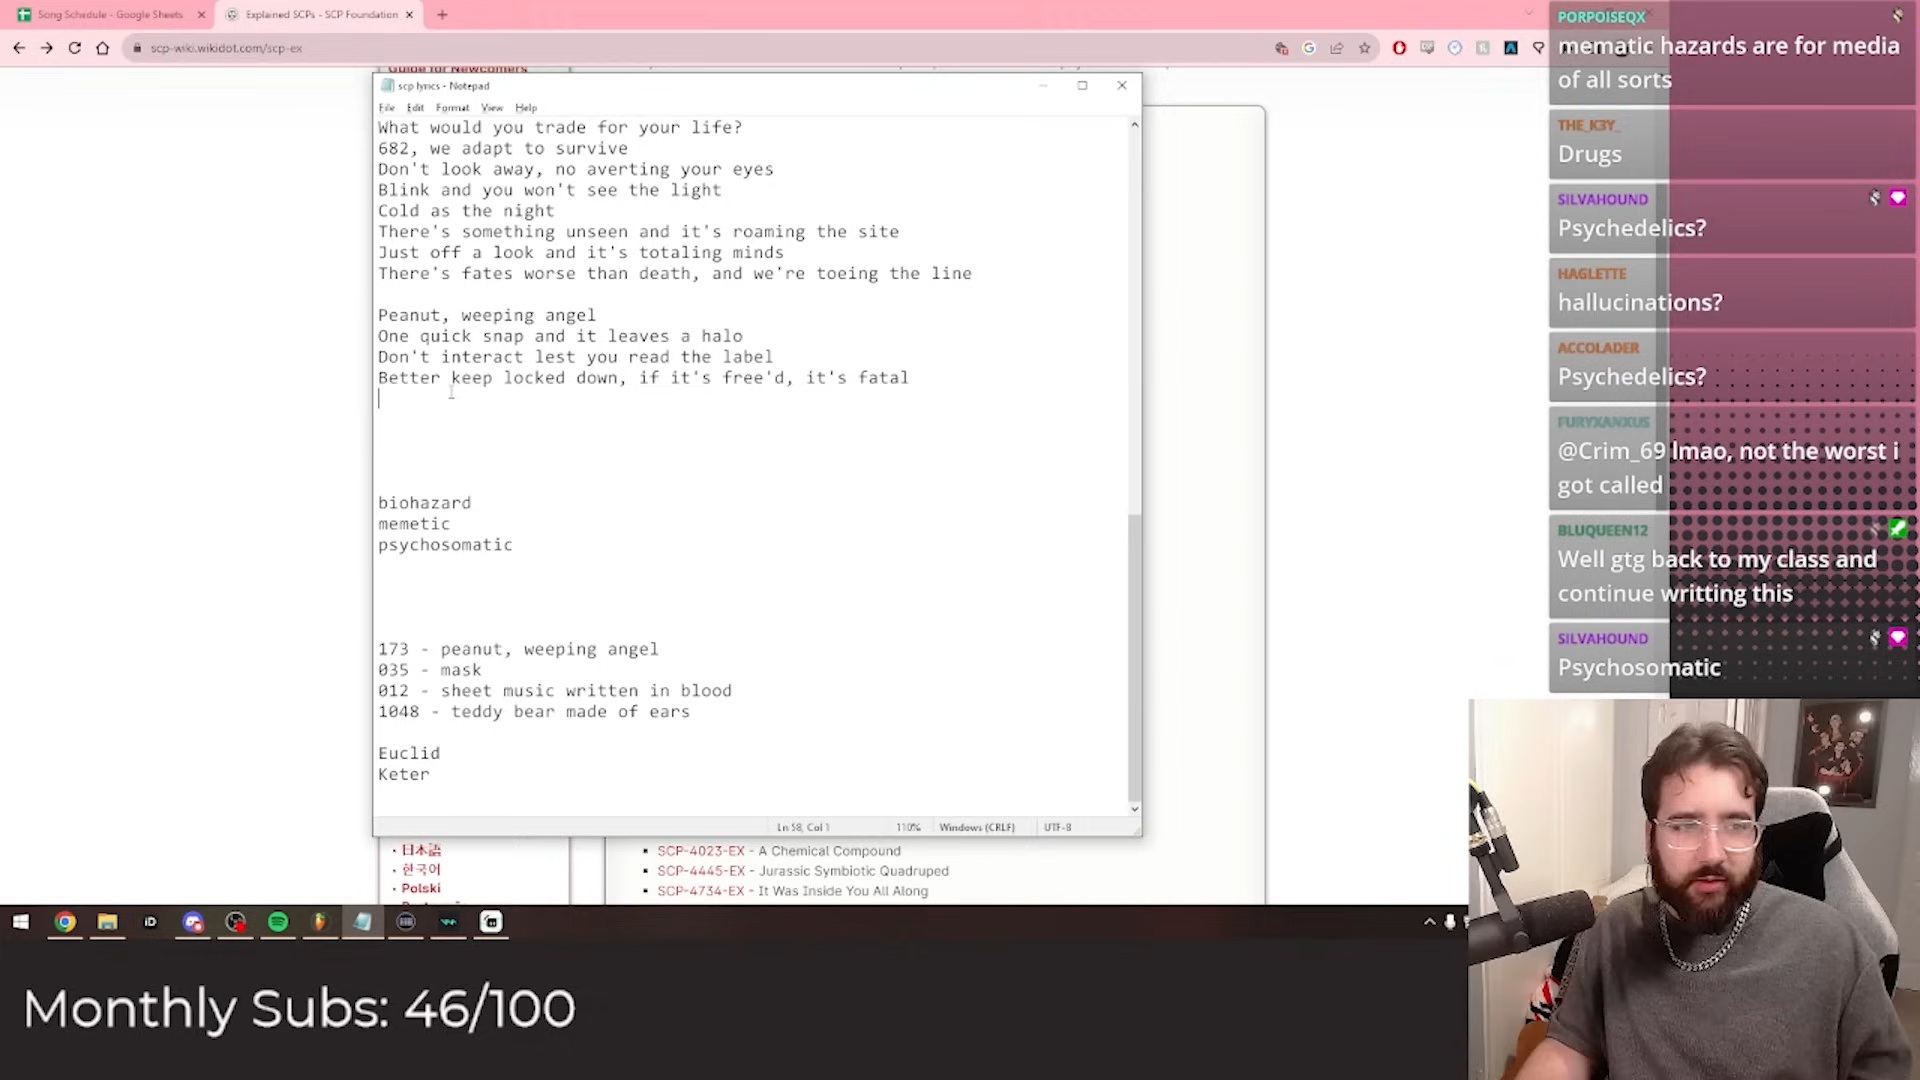 Song Schedule - Google Sheets
Explained SCPs - SCP Foundation
scp-wiki.wikidot.com/scp-ex
Guide for Newcomers
scp lyrics - Notepad
File Edit Format View Help
What would you trade for your life?
682, we adapt to survive
Don't look away, no averting your eyes
Blink and you won't see the light
Cold as the night
There's something unseen and it's roaming the site
Just off a look and it's totaling minds
There's fates worse than death, and we're toeing the line
Peanut, weeping angel
One quick snap and it leaves a halo
Don't interact lest you read the label
Better keep locked down, if it's free'd, it's fatal
biohazard
memetic
psychosomatic
173 - peanut, weeping angel
035 - mask
012 - sheet music written in blood
1048 - teddy bear made of ears
Euclid
Keter
Ln 58, Col 1 110% Windows (CRLF) UTF-8
日本語
한국어
Polski
SCP-4023-EX - A Chemical Compound
SCP-4445-EX - Jurassic Symbiotic Quadruped
SCP-4734-EX - It Was Inside You All Along
PORPOISEQX
mematic hazards are for media
of all sorts
THE_K3Y_
Drugs
SILVAHOUND
Psychedelics?
HAGLETTE
hallucinations?
ACCOLADER
Psychedelics?
FURYXANXUS
@Crim_69 lmao, not the worst i
got called
BLUQUEEN12
Well gtg back to my class and
continue writting this
SILVAHOUND
Psychosomatic
Monthly Subs: 46/100